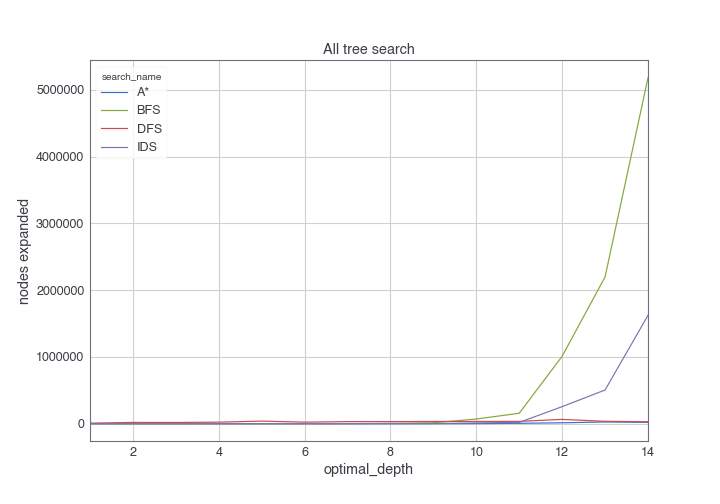 All tree search
search_name
A*
BFS
DFS
IDS
nodes expanded
5000000
4000000
3000000
2000000
1000000
0
2
4
6
8
10
12
14
optimal_depth